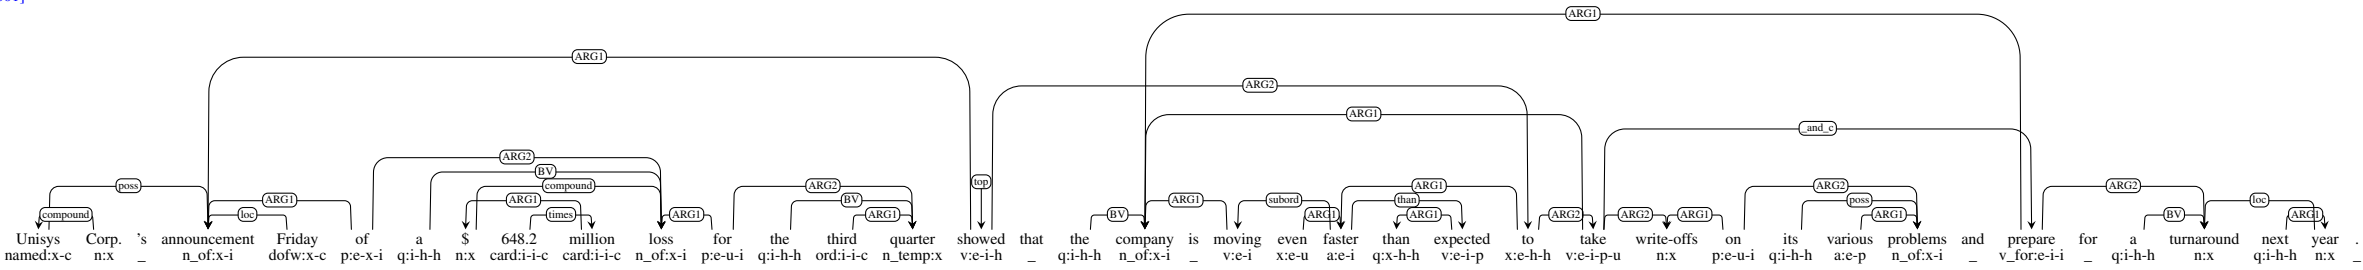 ARG1
ARG1
ARG2
ARG1
_and_c
ARG2
BV
top
poss compound ARG2 ARG1 ARG2 ARG2
ARG1 ARG1 BV ARG1 subord than poss loc
compound loc times ARG1 ARG1 BV ARG1 ARG1 ARG2 ARG2 ARG1 ARG1 BV ARG1
Unisys Corp. 's announcement Friday of a $ 648.2 million loss for the third quarter showed that the company is moving even faster than expected to take write-offs on its various problems and prepare for a turnaround next year .
named:x-c n:x _ n_of:x-i dofw:x-c p:e-x-i q:i-h-h n:x card:i-i-c card:i-i-c n_of:x-i p:e-u-i q:i-h-h ord:i-i-c n_temp:x v:e-i-h _ q:i-h-h n_of:x-i _ v:e-i x:e-u a:e-i q:x-h-h v:e-i-p x:e-h-h v:e-i-p-u n:x p:e-u-i q:i-h-h a:e-p n_of:x-i _ v_for:e-i-i _ q:i-h-h n:x q:i-h-h n:x _